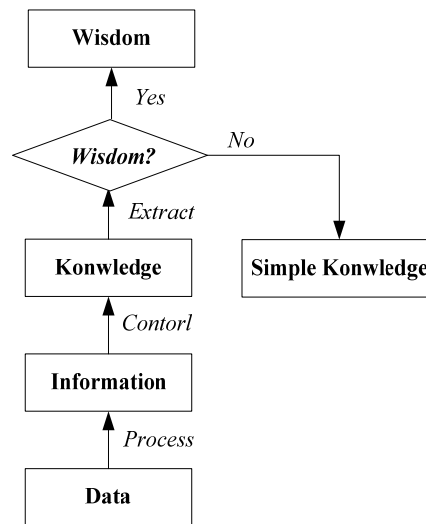 Wisdom
Yes
Wisdom?
No
Extract
Konwledge
Simple Konwledge
Contorl
Information
Process
Data